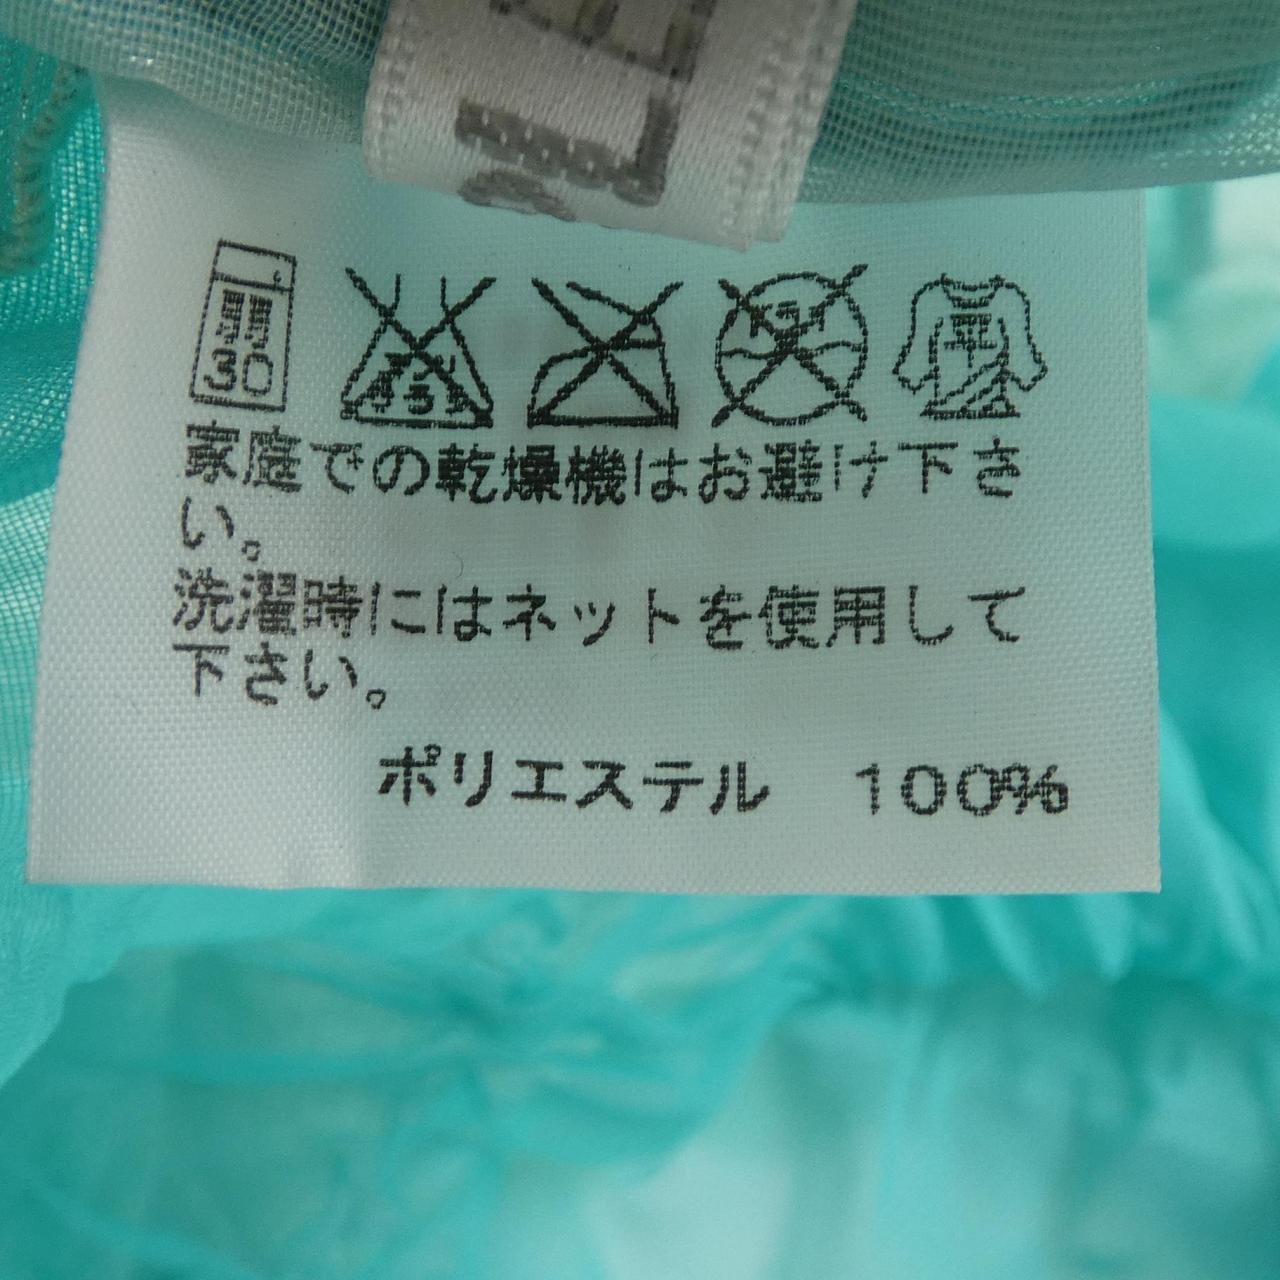 30
平
家庭での乾燥機はお避け下さ
い。
洗濯時にはネットを使用して
下さい。
ポリエステル 100%